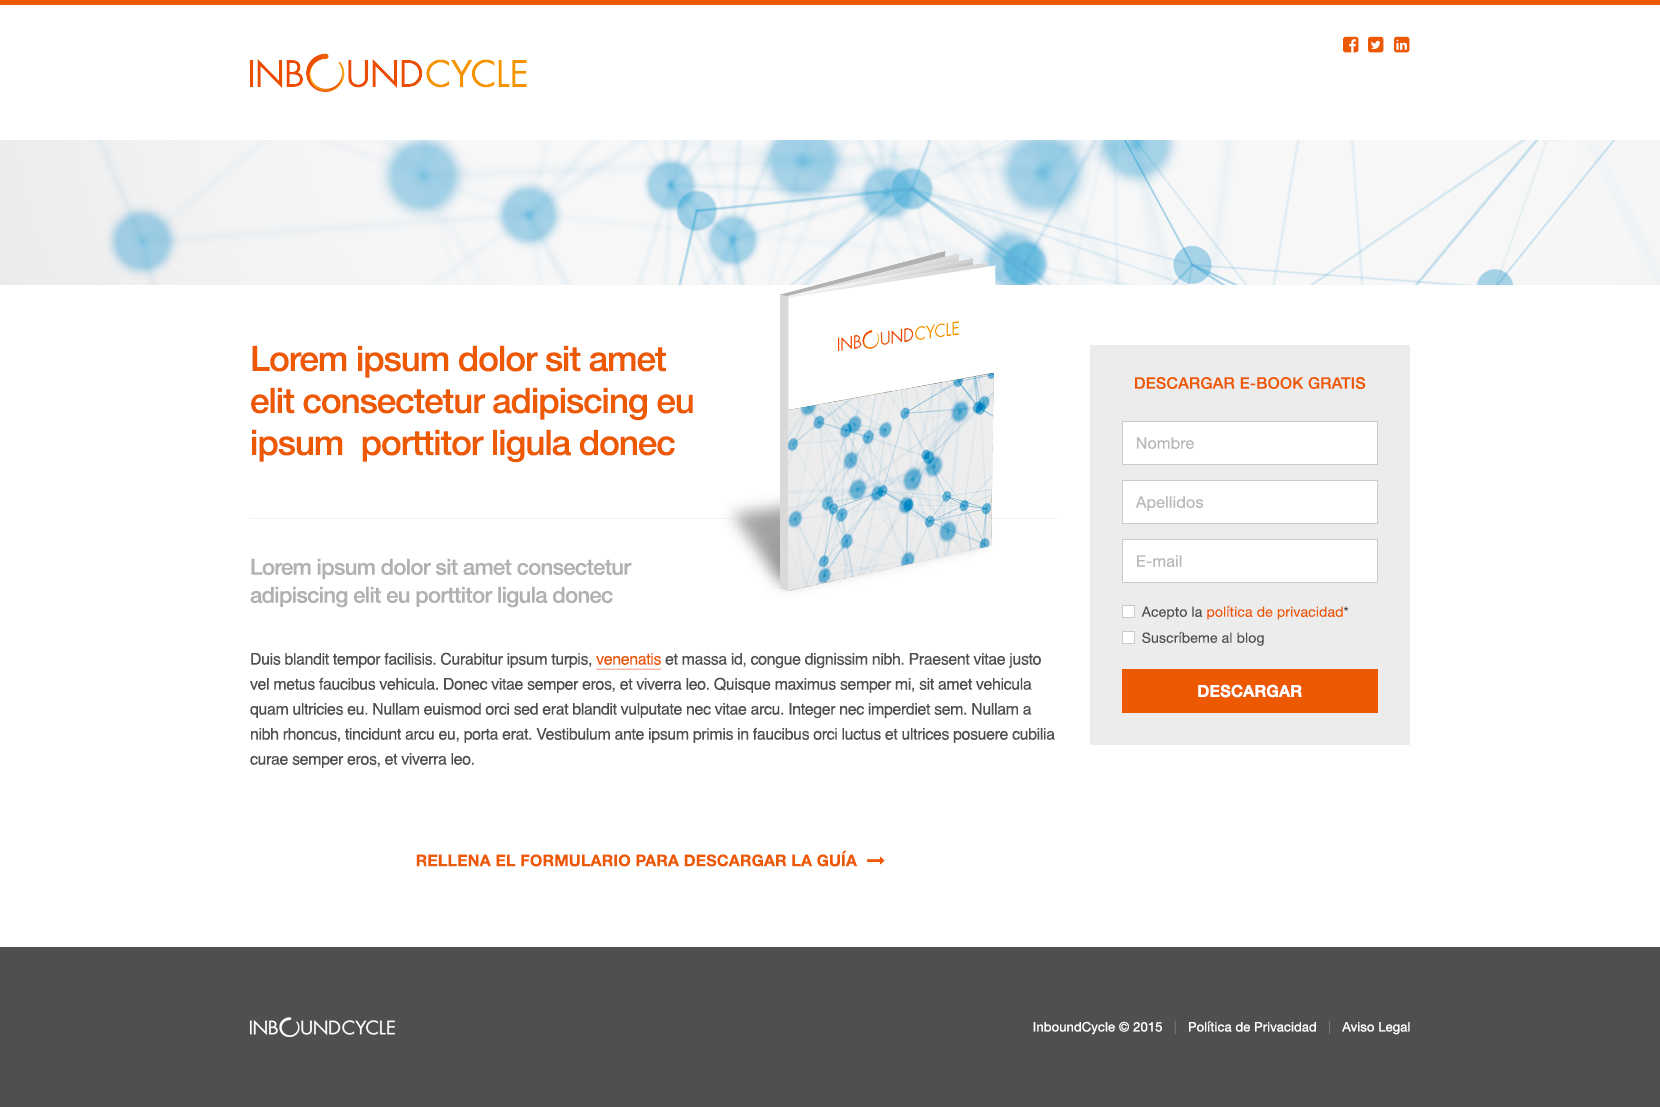 INBOUNDCYCLE
INBOUNDCYCLE
Lorem ipsum dolor sit amet
elit consectetur adipiscing eu
ipsum porttitor ligula donec
Lorem ipsum dolor sit amet consectetur
adipiscing elit eu porttitor ligula donec
Duis blandit tempor facilisis. Curabitur ipsum turpis, venenatis et massa id, congue dignissim nibh. Praesent vitae justo
vel metus faucibus vehicula. Donec vitae semper eros, et viverra leo. Quisque maximus semper mi, sit amet vehicula
quam ultricies eu. Nullam euismod orci sed erat blandit vulputate nec vitae arcu. Integer nec imperdiet sem. Nullam a
nibh rhoncus, tincidunt arcu eu, porta erat. Vestibulum ante ipsum primis in faucibus orci luctus et ultrices posuere cubilia
curae semper eros, et viverra leo.
RELLENA EL FORMULARIO PARA DESCARGAR LA GUÍA →
DESCARGAR E-BOOK GRATIS
Nombre
Apellidos
E-mail
Acepto la política de privacidad*
Suscríbeme al blog
DESCARGAR
INBOUNDCYCLE
InboundCycle © 2015 | Política de Privacidad | Aviso Legal